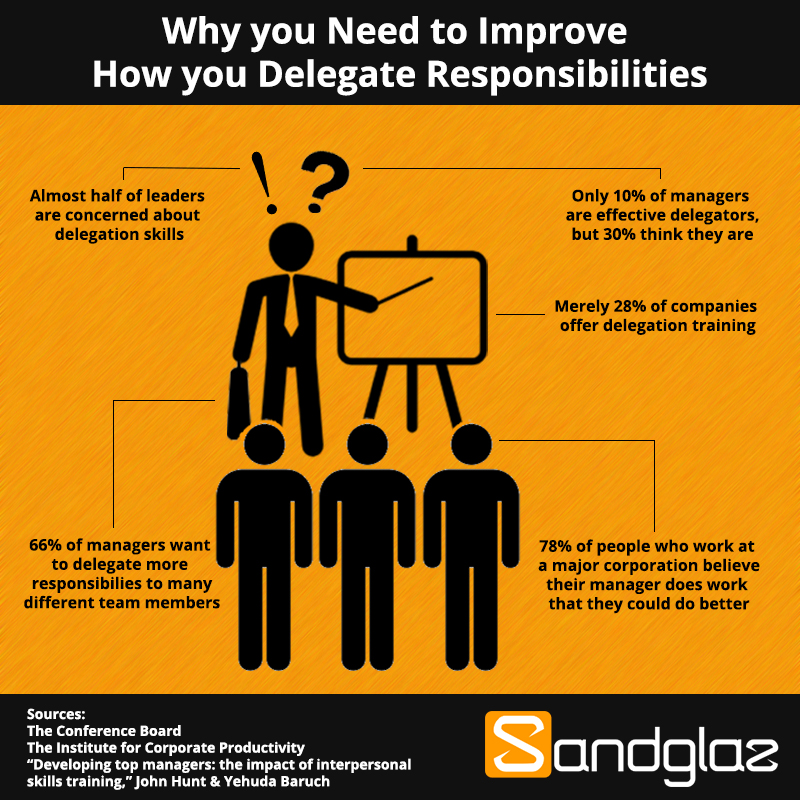 Why you Need to Improve
How you Delegate Responsibilities
! ?
Almost half of leaders
are concerned about
delegation skills
Only 10% of managers
are effective delegators,
but 30% think they are
Merely 28% of companies
offer delegation training
66% of managers want
to delegate more
responsibilies to many
different team members
78% of people who work at
a major corporation believe
their manager does work
that they could do better
Sources:
The Conference Board
The Institute for Corporate Productivity
“Developing top managers: the impact of interpersonal
skills training,” John Hunt & Yehuda Baruch
Sandglaz